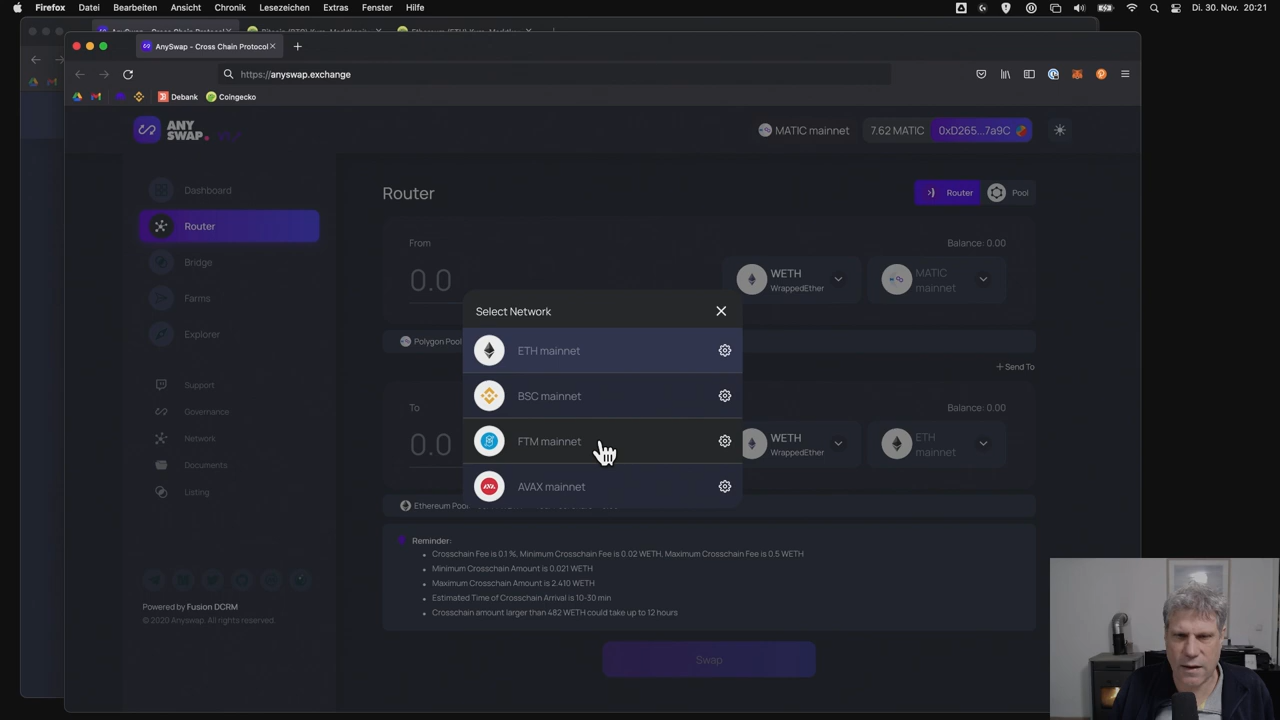 Firefox Datei Bearbeiten Ansicht Chronik Lesezeichen Extras Fenster Hilfe Di. 30. Nov. 20:21
AnySwap - Cross Chain Protocol
https://anyswap.exchange
Debank Coingecko
ANY SWAP.
MATIC mainnet 7.62 MATIC 0xD265...7a9C
Dashboard
Router
Bridge
Farms
Explorer
Support
Governance
Network
Documents
Listing
Powered by Fusion DCRM
© 2020 Anyswap. All rights reserved.
Router
Router Pool
From Balance: 0.00
0.0 WETH WrappedEther MATIC mainnet
Polygon Pool
+ Send To
To Balance: 0.00
0.0 WETH WrappedEther ETH mainnet
Ethereum Pool
Select Network
ETH mainnet
BSC mainnet
FTM mainnet
AVAX mainnet
Reminder:
Crosschain Fee is 0.1 %, Minimum Crosschain Fee is 0.02 WETH, Maximum Crosschain Fee is 0.5 WETH
Minimum Crosschain Amount is 0.021 WETH
Maximum Crosschain Amount is 2.410 WETH
Estimated Time of Crosschain Arrival is 10-30 min
Crosschain amount larger than 482 WETH could take up to 12 hours
Swap